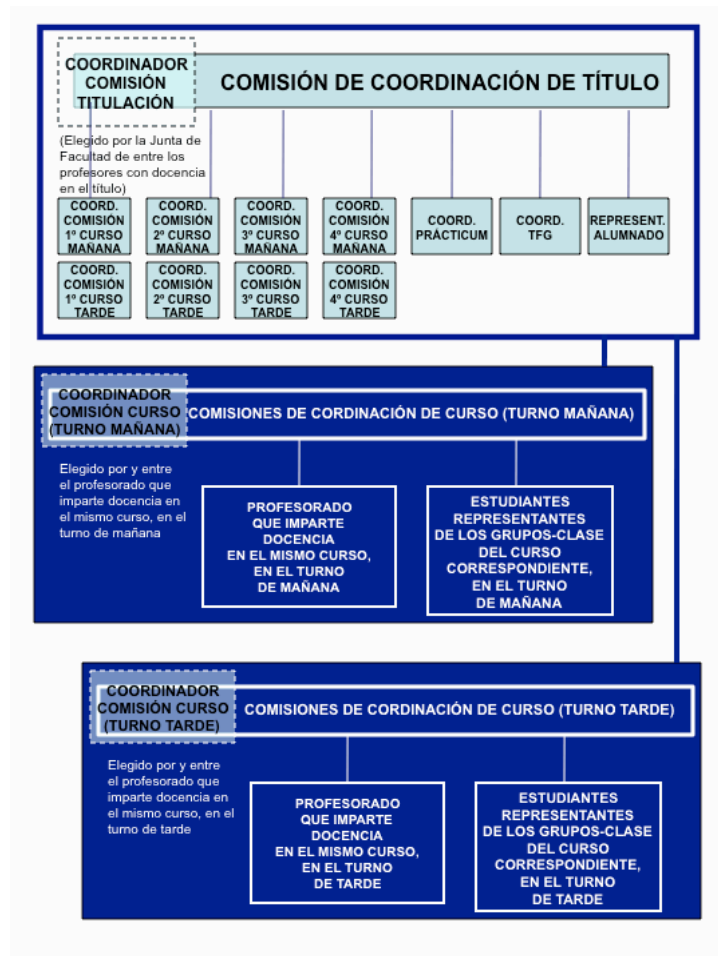 COORDINADOR
COMISIÓN
TITULACIÓN
COMISIÓN DE COORDINACIÓN DE TÍTULO
(Elegido por la Junta de
Facultad de entre los
profesores con docencia
en el título)
COORD.
COMISIÓN
1º CURSO
MAÑANA
COORD.
COMISIÓN
2º CURSO
MAÑANA
COORD.
COMISIÓN
3º CURSO
MAÑANA
COORD.
COMISIÓN
4º CURSO
MAÑANA
COORD.
PRÁCTICUM
COORD.
TFG
REPRESENT.
ALUMNADO
COORD.
COMISIÓN
1º CURSO
TARDE
COORD.
COMISIÓN
2º CURSO
TARDE
COORD.
COMISIÓN
3º CURSO
TARDE
COORD.
COMISIÓN
4º CURSO
TARDE
COORDINADOR
COMISIÓN CURSO
(TURNO MAÑANA)
COMISIONES DE CORDINACIÓN DE CURSO (TURNO MAÑANA)
Elegido por y entre
el profesorado que
imparte docencia en
el mismo curso, en el
turno de mañana
PROFESORADO
QUE IMPARTE
DOCENCIA
EN EL MISMO CURSO,
EN EL TURNO
DE MAÑANA
ESTUDIANTES
REPRESENTANTES
DE LOS GRUPOS-CLASE
DEL CURSO
CORRESPONDIENTE,
EN EL TURNO
DE MAÑANA
COORDINADOR
COMISIÓN CURSO
(TURNO TARDE)
COMISIONES DE CORDINACIÓN DE CURSO (TURNO TARDE)
Elegido por y entre
el profesorado que
imparte docencia en
el mismo curso, en el
turno de tarde
PROFESORADO
QUE IMPARTE
DOCENCIA
EN EL MISMO CURSO,
EN EL TURNO
DE TARDE
ESTUDIANTES
REPRESENTANTES
DE LOS GRUPOS-CLASE
DEL CURSO
CORRESPONDIENTE,
EN EL TURNO
DE TARDE